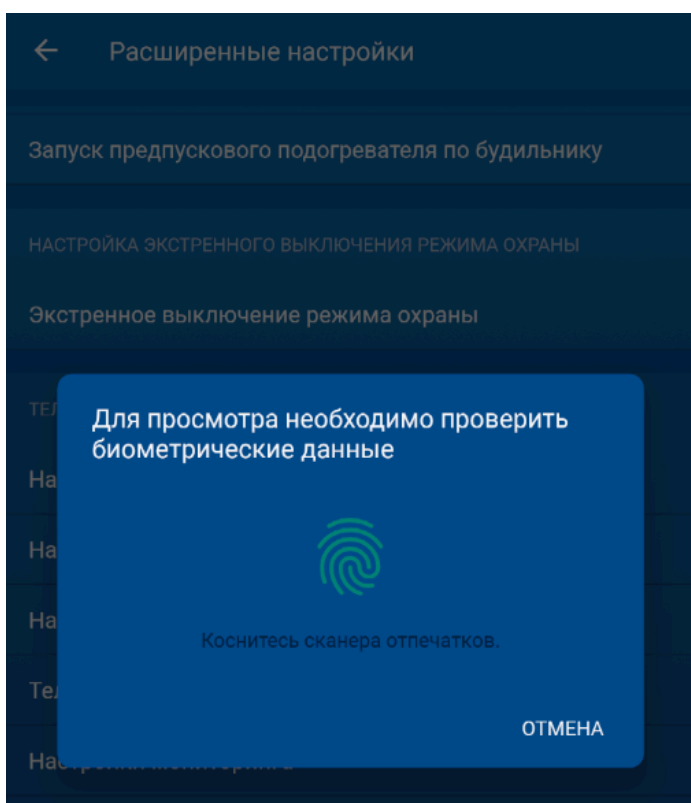 Расширенные настройки
Запуск предпускового подогревателя по будильнику
НАСТРОЙКА ЭКСТРЕННОГО ВЫКЛЮЧЕНИЯ РЕЖИМА ОХРАНЫ
Экстренное выключение режима охраны
Для просмотра необходимо проверить
биометрические данные
Коснитесь сканера отпечатков.
ОТМЕНА